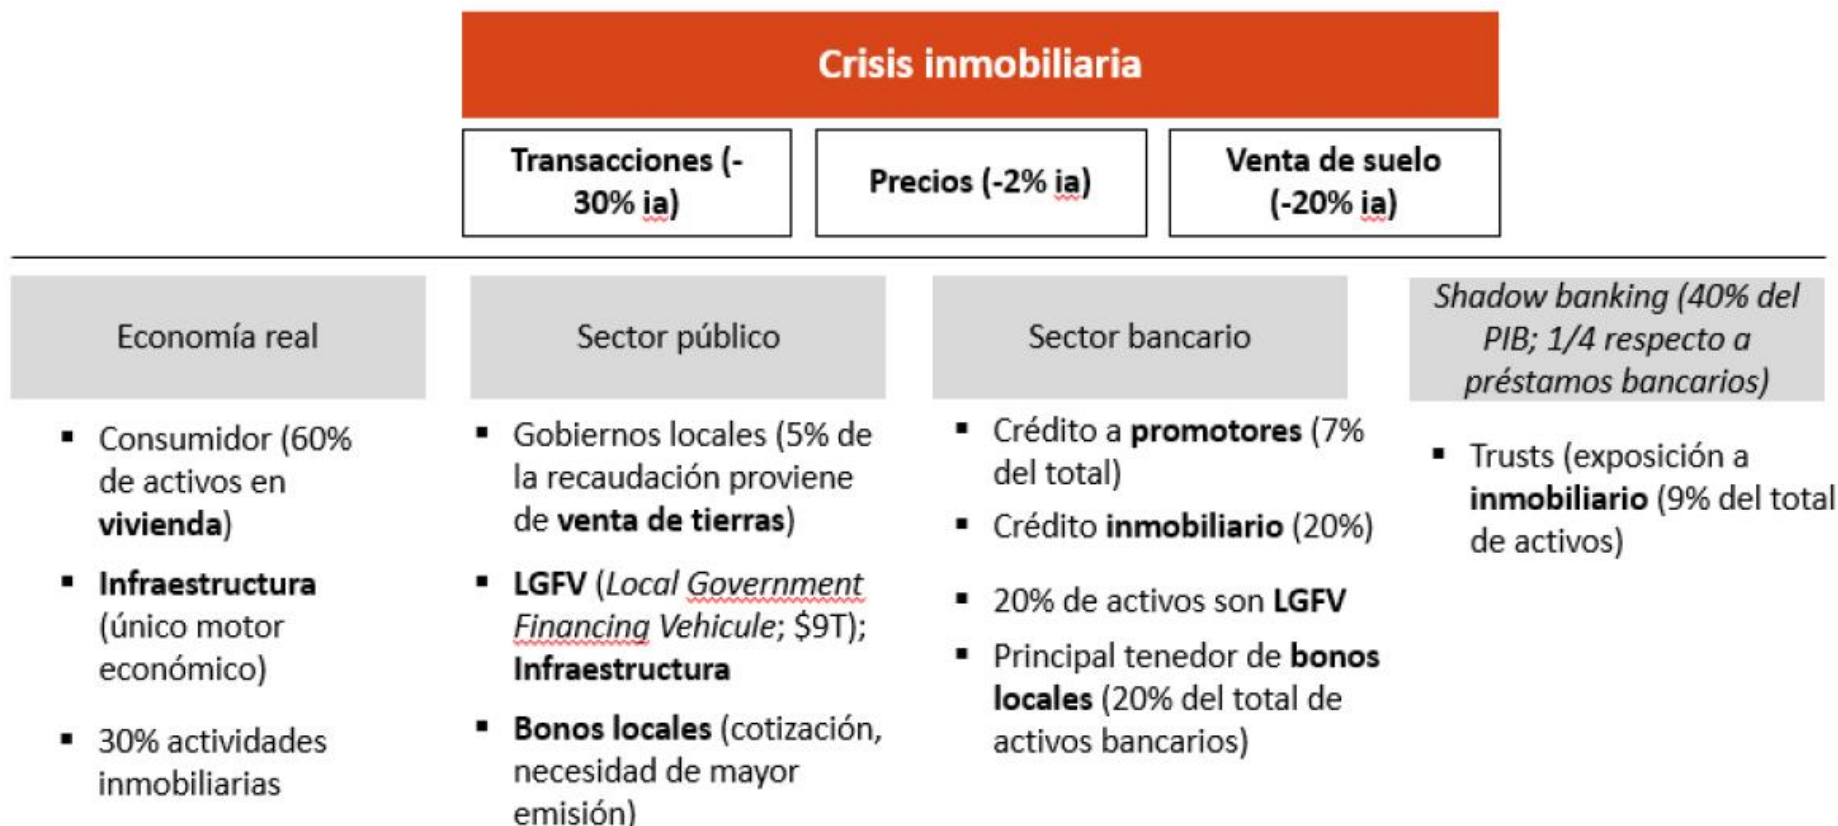 Crisis inmobiliaria
Transacciones (-
30% ia)
Precios (-2% ia)
Venta de suelo
(-20% ia)
Economía real
▪ Consumidor (60%
de activos en
vivienda)
▪ Infraestructura
(único motor
económico)
▪ 30% actividades
inmobiliarias
Sector público
▪ Gobiernos locales (5% de
la recaudación proviene
de venta de tierras)
▪ LGFV (Local Government
Financing Vehicule; $9T);
Infraestructura
▪ Bonos locales (cotización,
necesidad de mayor
emisión)
Sector bancario
▪ Crédito a promotores (7%
del total)
▪ Crédito inmobiliario (20%)
▪ 20% de activos son LGFV
▪ Principal tenedor de bonos
locales (20% del total de
activos bancarios)
Shadow banking (40% del
PIB; 1/4 respecto a
préstamos bancarios)
▪ Trusts (exposición a
inmobiliario (9% del total
de activos)